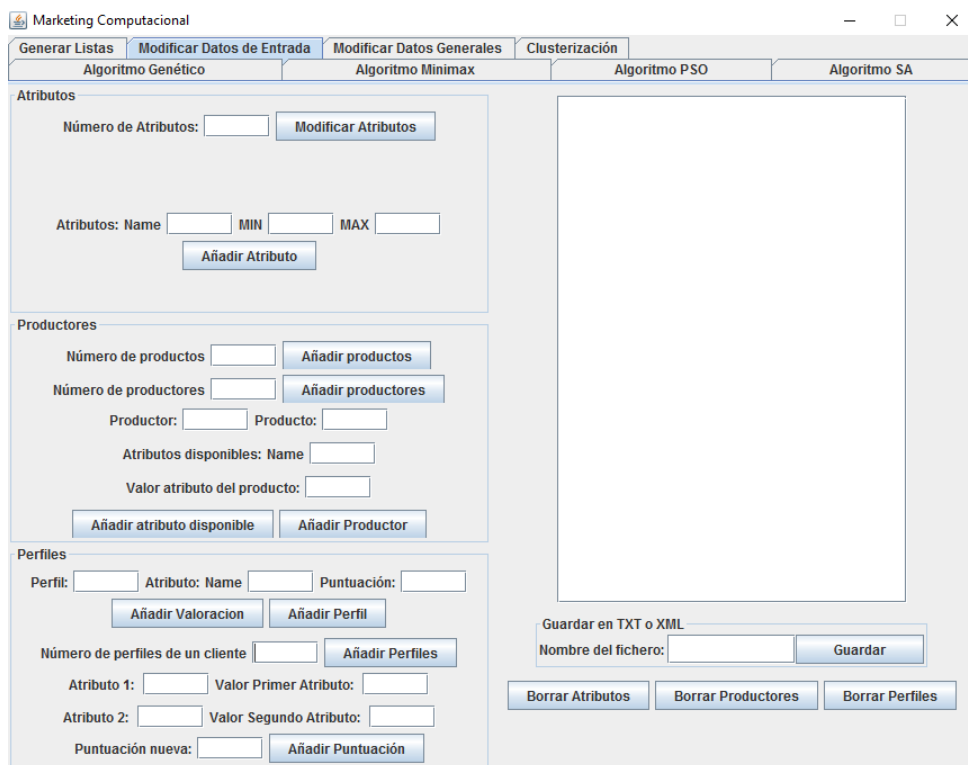 Marketing Computacional
Generar Listas Modificar Datos de Entrada Modificar Datos Generales Clusterización
Algoritmo Genético Algoritmo Minimax Algoritmo PSO Algoritmo SA
Atributos
Número de Atributos: Modificar Atributos
Atributos: Name MIN MAX
Añadir Atributo
Productores
Número de productos Añadir productos
Número de productores Añadir productores
Productor: Producto:
Atributos disponibles: Name
Valor atributo del producto:
Añadir atributo disponible Añadir Productor
Perfiles
Perfil: Atributo: Name Puntuación:
Añadir Valoracion Añadir Perfil
Número de perfiles de un cliente Añadir Perfiles
Atributo 1: Valor Primer Atributo:
Atributo 2: Valor Segundo Atributo:
Puntuación nueva: Añadir Puntuación
Guardar en TXT o XML
Nombre del fichero: Guardar
Borrar Atributos Borrar Productores Borrar Perfiles